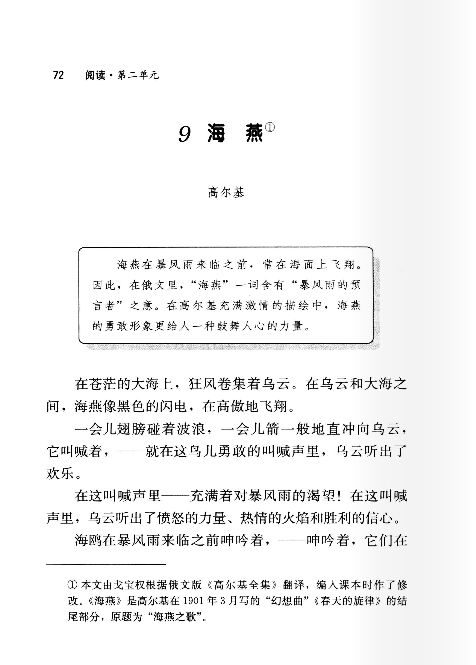 72 阅读·第二单元
9 海 燕①
高尔基
海燕在暴风雨来临之前，常在海面上飞翔。
因此，在俄文里，“海燕”一词含有“暴风雨的预
言者”之意。在高尔基充满激情的描绘中，海燕
的勇敢形象更给人一种鼓舞人心的力量。
在苍茫的大海上，狂风卷集着乌云。在乌云和大海之
间，海燕像黑色的闪电，在高傲地飞翔。
一会儿翅膀碰着波浪，一会儿箭一般地直冲向乌云，
它叫喊着，——就在这鸟儿勇敢的叫喊声里，乌云听出了
欢乐。
在这叫喊声里——充满着对暴风雨的渴望！在这叫喊
声里，乌云听出了愤怒的力量、热情的火焰和胜利的信心。
海鸥在暴风雨来临之前呻吟着，——呻吟着，它们在
①本文由戈宝权根据俄文版《高尔基全集》翻译，编入课本时作了修
改。《海燕》是高尔基在1901年3月写的“幻想曲”《春天的旋律》的结
尾部分，原题为“海燕之歌”。